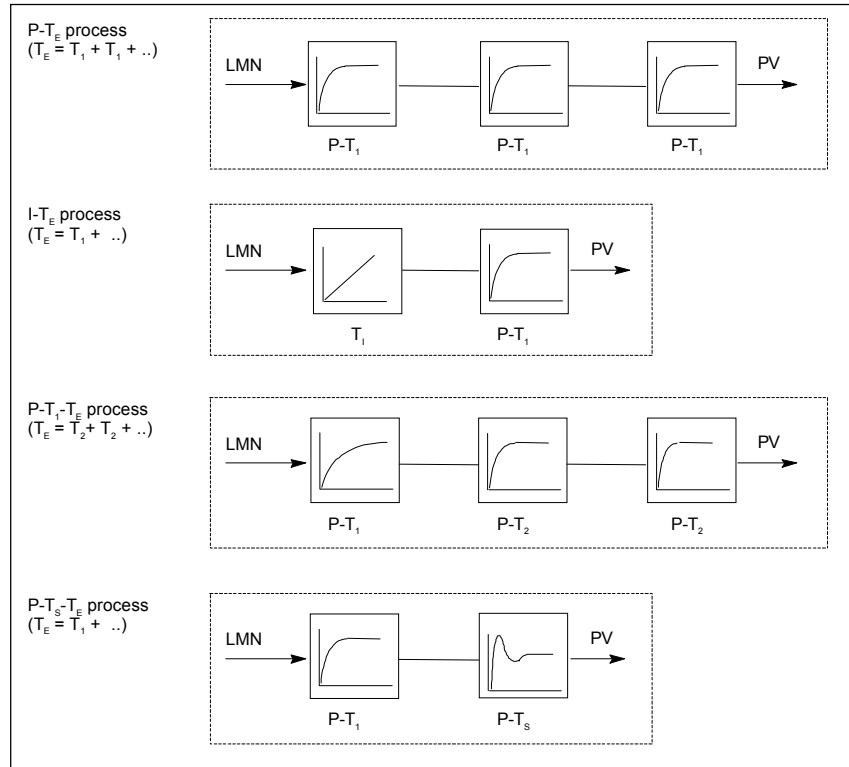 P-T_E process
(T_E = T_1 + T_1 + ..)
LMN
PV
P-T_1
P-T_1
P-T_1
I-T_E process
(T_E = T_1 + ..)
LMN
PV
T_I
P-T_1
P-T_1-T_E process
(T_E = T_2+ T_2 + ..)
LMN
PV
P-T_1
P-T_2
P-T_2
P-T_S-T_E process
(T_E = T_1 + ..)
LMN
PV
P-T_1
P-T_S